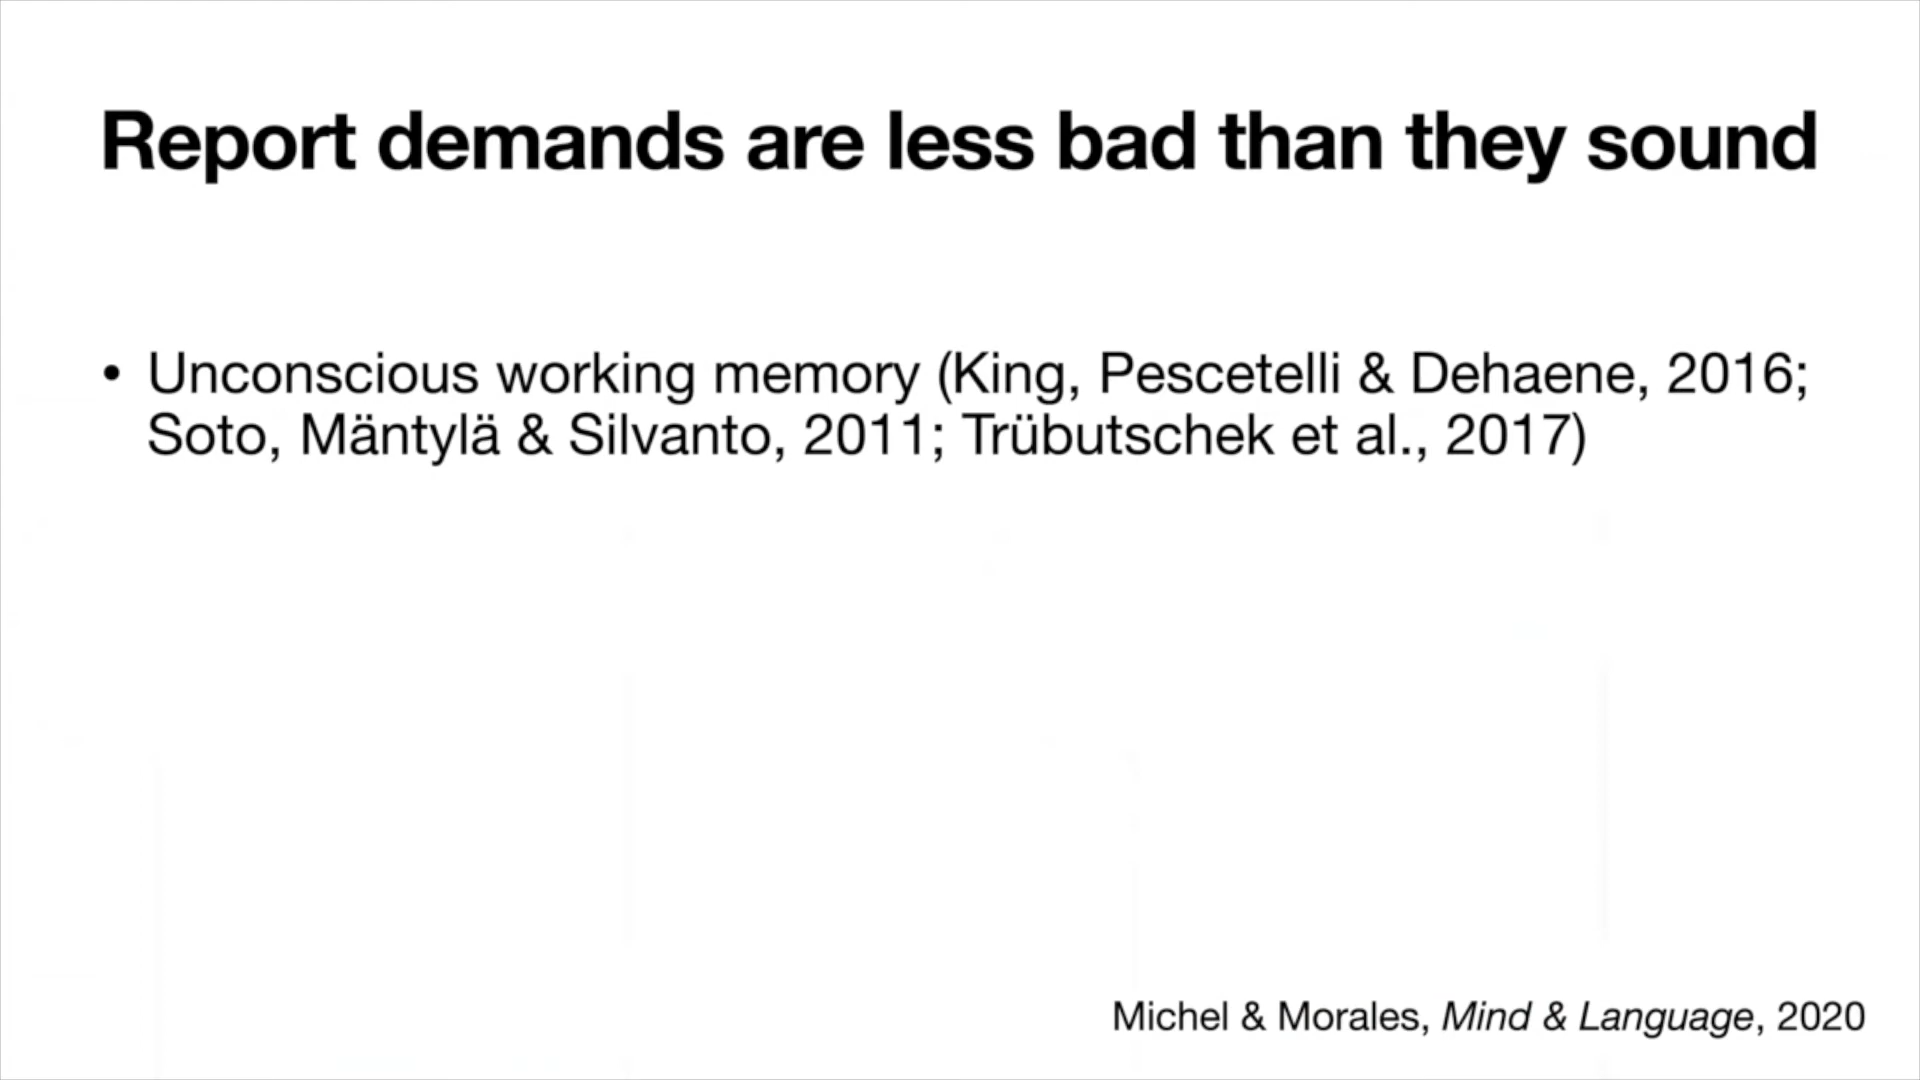 Report demands are less bad than they sound
• Unconscious working memory (King, Pescetelli & Dehaene, 2016;
Soto, Mäntylä & Silvanto, 2011; Trübutschek et al., 2017)
Michel & Morales, Mind & Language, 2020